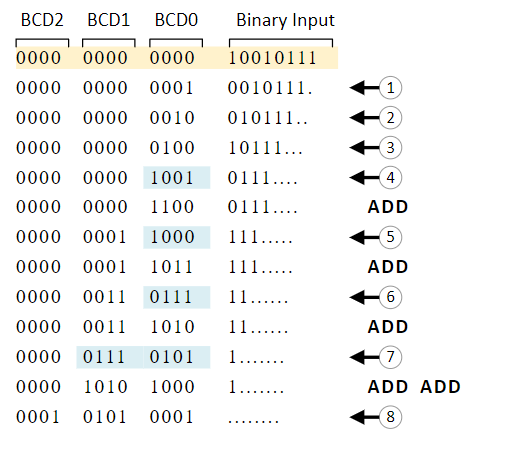 BCD2 BCD1 BCD0 Binary Input
0000 0000 0000 10010111
0000 0000 0001 0010111. 1
0000 0000 0010 010111.. 2
0000 0000 0100 10111... 3
0000 0000 1001 0111.... 4
0000 0000 1100 0111.... ADD
0000 0001 1000 111..... 5
0000 0001 1011 111..... ADD
0000 0011 0111 11...... 6
0000 0011 1010 11...... ADD
0000 0111 0101 1....... 7
0000 1010 1000 1....... ADD ADD
0001 0101 0001 ........ 8